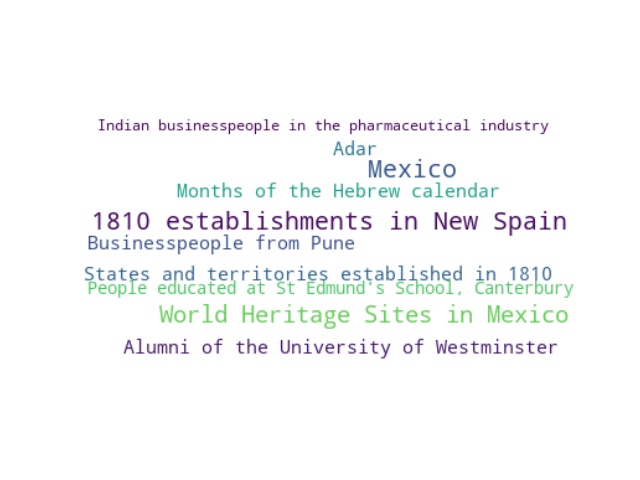 Indian businesspeople in the pharmaceutical industry
Adar
Mexico
Months of the Hebrew calendar
1810 establishments in New Spain
Businesspeople from Pune
States and territories established in 1810
People educated at St Edmund's School, Canterbury
World Heritage Sites in Mexico
Alumni of the University of Westminster